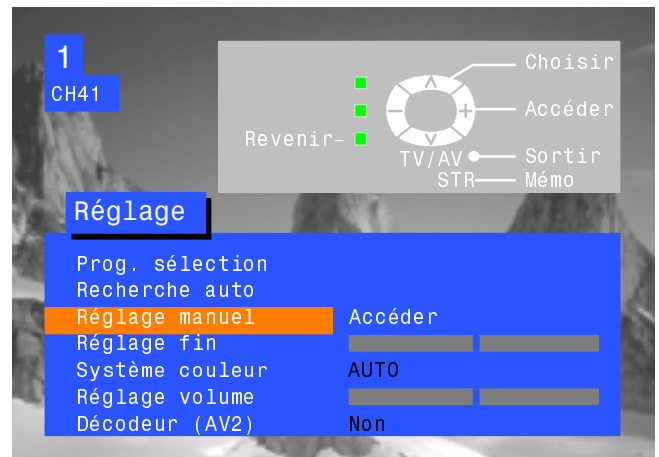 1
CH41
Choisir
Accéder
Revenir
TV/AV
Sortir
STR
Mémo
Réglage
Prog. sélection
Recherche auto
Réglage manuel Accéder
Réglage fin
Système couleur AUTO
Réglage volume
Décodeur (AV2) Non